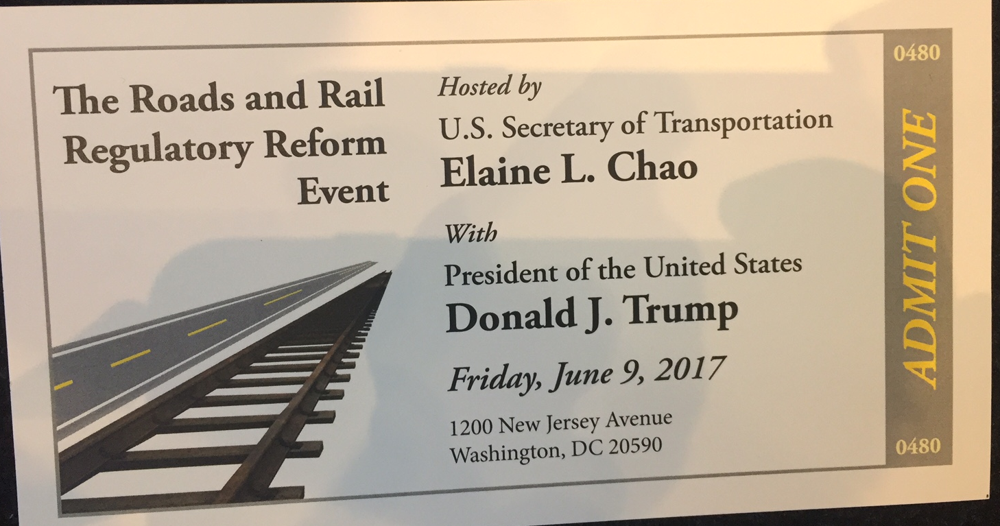 The Roads and Rail
Regulatory Reform
Event
Hosted by
U.S. Secretary of Transportation
Elaine L. Chao
With
President of the United States
Donald J. Trump
Friday, June 9, 2017
1200 New Jersey Avenue
Washington, DC 20590
0480
ADMIT ONE
0480